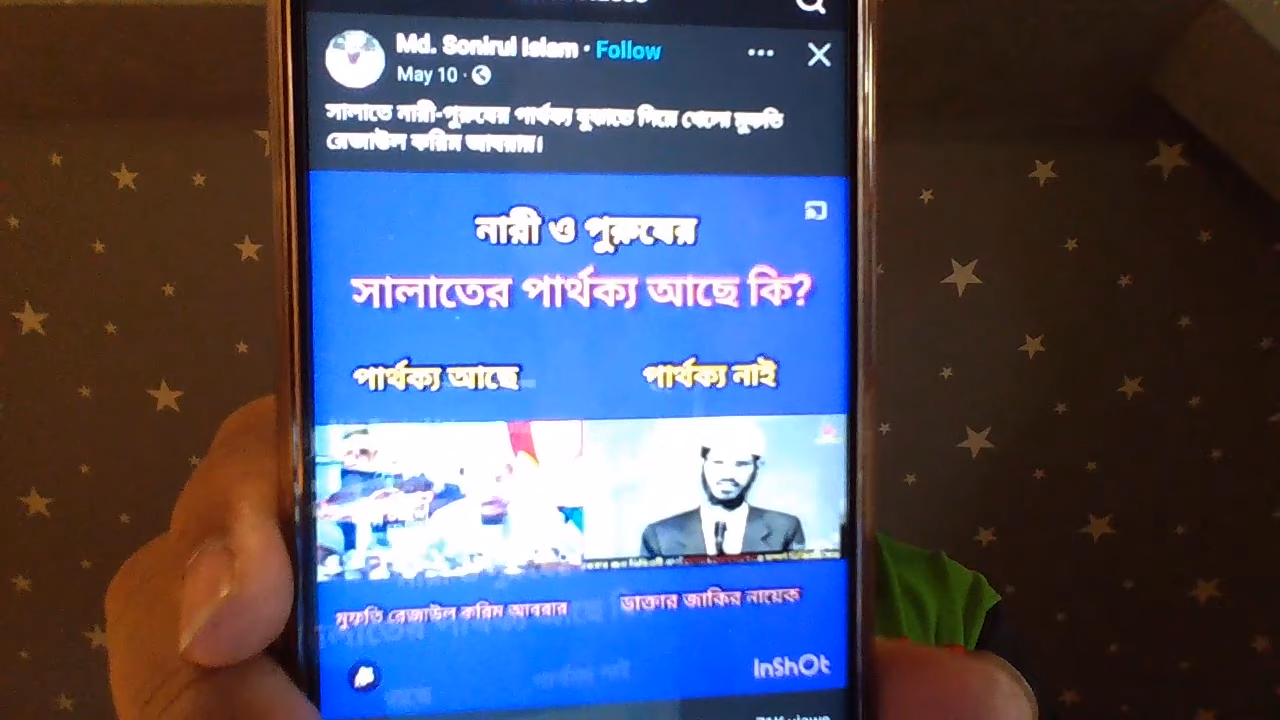 Md. Sonirul Islam · Follow
May 10 ·
সালাতে নারী-পুরুষের পার্থক্য বুঝাতে গিয়ে খেলো মুফতি
রেজাউল করিম আবরার।
নারী ও পুরুষের
সালাতের পার্থক্য আছে কি?
পার্থক্য আছে
পার্থক্য নাই
মুফতি রেজাউল করিম আবরার
ডাক্তার জাকির নায়েক
InShOt